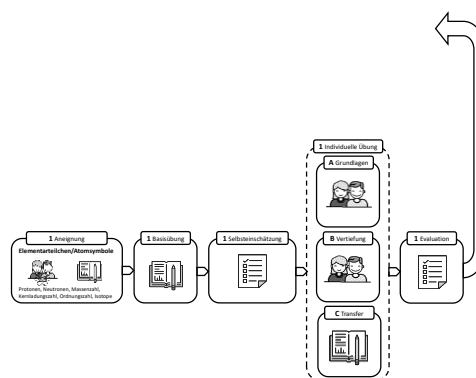 1 Aneignung
Elementarteilchen/Atomsymbole
Protonen, Neutronen, Massenzahl,
Kernladungszahl, Ordnungszahl, Isotope
1 Basisübung
1 Selbsteinschätzung
1 Individuelle Übung
A Grundlagen
B Vertiefung
C Transfer
1 Evaluation